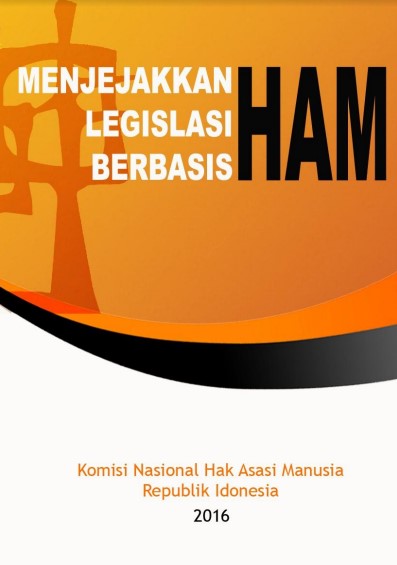 MENJEJAKKAN
LEGISLASI
BERBASIS
HAM
Komisi Nasional Hak Asasi Manusia
Republik Idonesia
2016